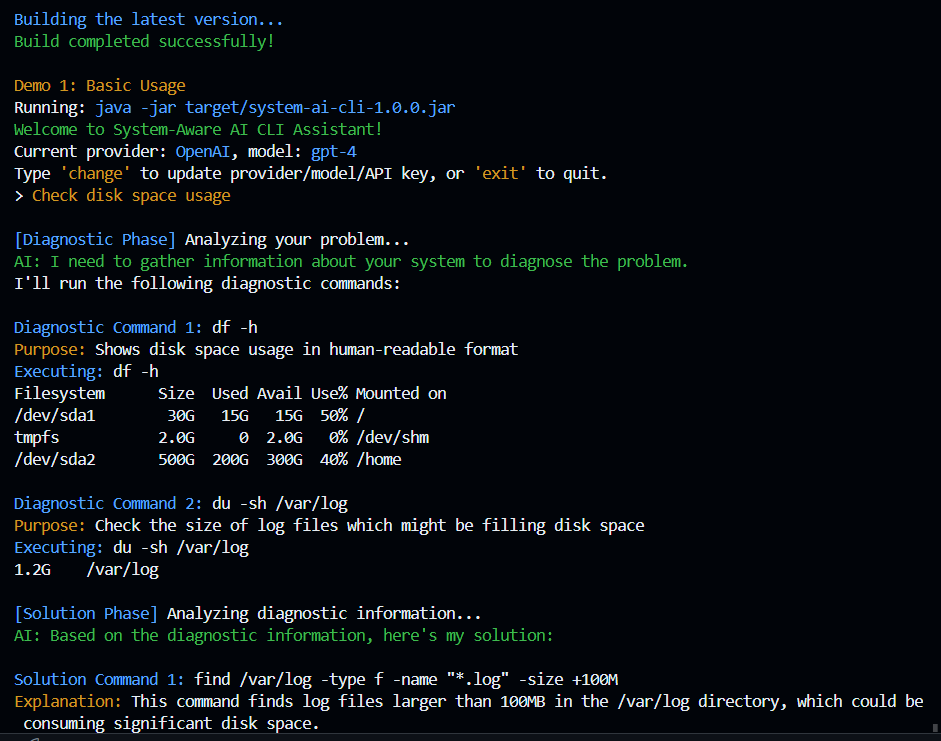 Building the latest version...
Build completed successfully!
Demo 1: Basic Usage
Running: java -jar target/system-ai-cli-1.0.0.jar
Welcome to System-Aware AI CLI Assistant!
Current provider: OpenAI, model: gpt-4
Type 'change' to update provider/model/API key, or 'exit' to quit.
> Check disk space usage
[Diagnostic Phase] Analyzing your problem...
AI: I need to gather information about your system to diagnose the problem.
I'll run the following diagnostic commands:
Diagnostic Command 1: df -h
Purpose: Shows disk space usage in human-readable format
Executing: df -h
Filesystem      Size  Used Avail Use% Mounted on
/dev/sda1        30G   15G   15G  50% /
tmpfs           2.0G     0  2.0G   0% /dev/shm
/dev/sda2       500G  200G  300G  40% /home
Diagnostic Command 2: du -sh /var/log
Purpose: Check the size of log files which might be filling disk space
Executing: du -sh /var/log
1.2G    /var/log
[Solution Phase] Analyzing diagnostic information...
AI: Based on the diagnostic information, here's my solution:
Solution Command 1: find /var/log -type f -name "*.log" -size +100M
Explanation: This command finds log files larger than 100MB in the /var/log directory, which could be
consuming significant disk space.